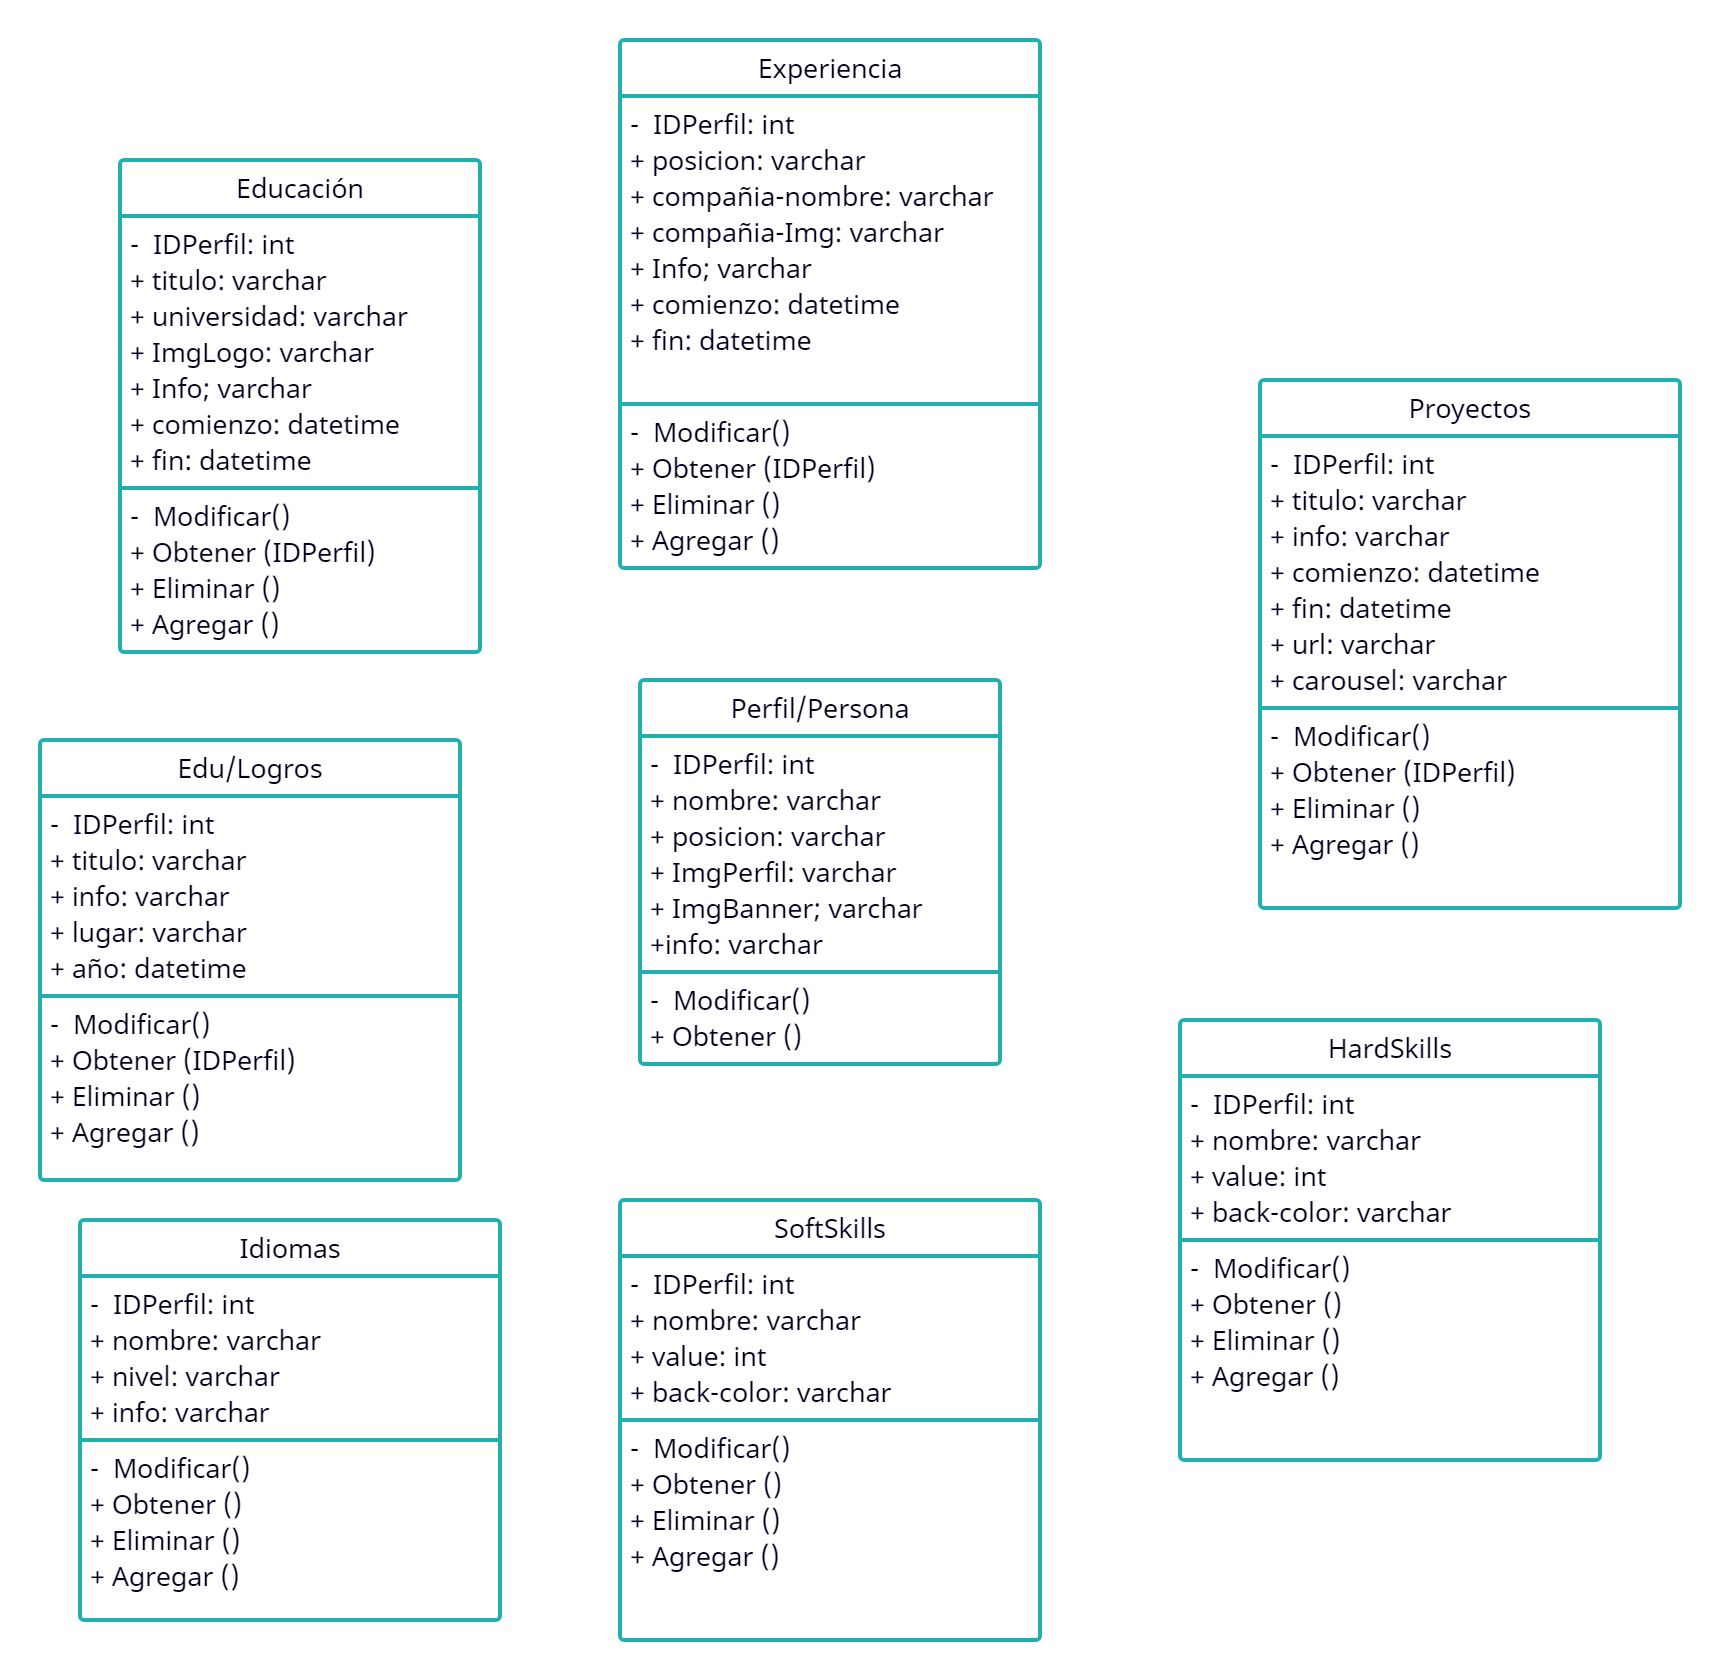 Experiencia
-  IDPerfil: int
+ posicion: varchar
+ compañia-nombre: varchar
+ compañia-Img: varchar
+ Info; varchar
+ comienzo: datetime
+ fin: datetime
-  Modificar()
+ Obtener (IDPerfil)
+ Eliminar ()
+ Agregar ()
Educación
-  IDPerfil: int
+ titulo: varchar
+ universidad: varchar
+ ImgLogo: varchar
+ Info; varchar
+ comienzo: datetime
+ fin: datetime
-  Modificar()
+ Obtener (IDPerfil)
+ Eliminar ()
+ Agregar ()
Proyectos
-  IDPerfil: int
+ titulo: varchar
+ info: varchar
+ comienzo: datetime
+ fin: datetime
+ url: varchar
+ carousel: varchar
-  Modificar()
+ Obtener (IDPerfil)
+ Eliminar ()
+ Agregar ()
Perfil/Persona
-  IDPerfil: int
+ nombre: varchar
+ posicion: varchar
+ ImgPerfil: varchar
+ ImgBanner; varchar
+info: varchar
-  Modificar()
+ Obtener ()
Edu/Logros
-  IDPerfil: int
+ titulo: varchar
+ info: varchar
+ lugar: varchar
+ año: datetime
-  Modificar()
+ Obtener (IDPerfil)
+ Eliminar ()
+ Agregar ()
HardSkills
-  IDPerfil: int
+ nombre: varchar
+ value: int
+ back-color: varchar
-  Modificar()
+ Obtener ()
+ Eliminar ()
+ Agregar ()
Idiomas
-  IDPerfil: int
+ nombre: varchar
+ nivel: varchar
+ info: varchar
-  Modificar()
+ Obtener ()
+ Eliminar ()
+ Agregar ()
SoftSkills
-  IDPerfil: int
+ nombre: varchar
+ value: int
+ back-color: varchar
-  Modificar()
+ Obtener ()
+ Eliminar ()
+ Agregar ()